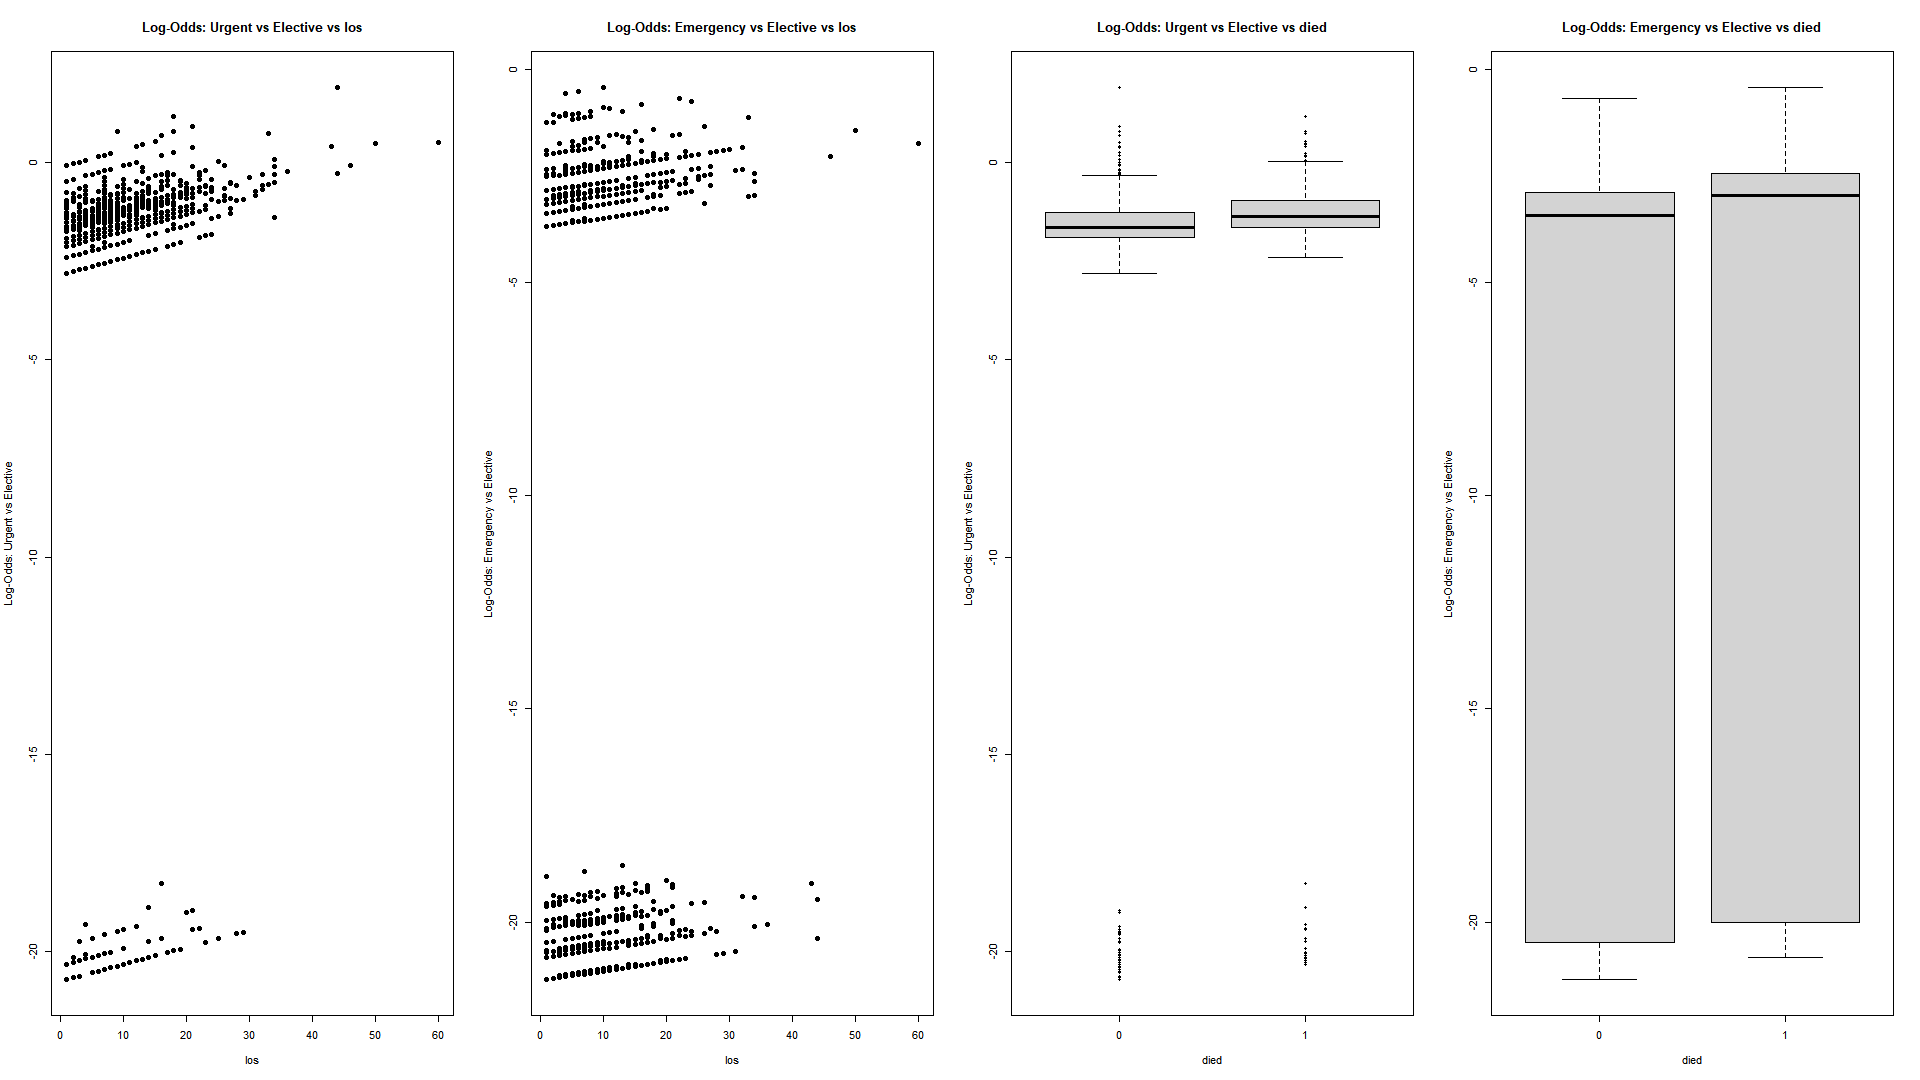 Log-Odds: Urgent vs Elective vs los
Log-Odds: Urgent vs Elective
0
-5
-10
-15
-20
0 10 20 30 40 50 60
los
Log-Odds: Emergency vs Elective vs los
Log-Odds: Emergency vs Elective
0
-5
-10
-15
-20
0 10 20 30 40 50 60
los
Log-Odds: Urgent vs Elective vs died
Log-Odds: Urgent vs Elective
0
-5
-10
-15
-20
0 1
died
Log-Odds: Emergency vs Elective vs died
Log-Odds: Emergency vs Elective
0
-5
-10
-15
-20
0 1
died